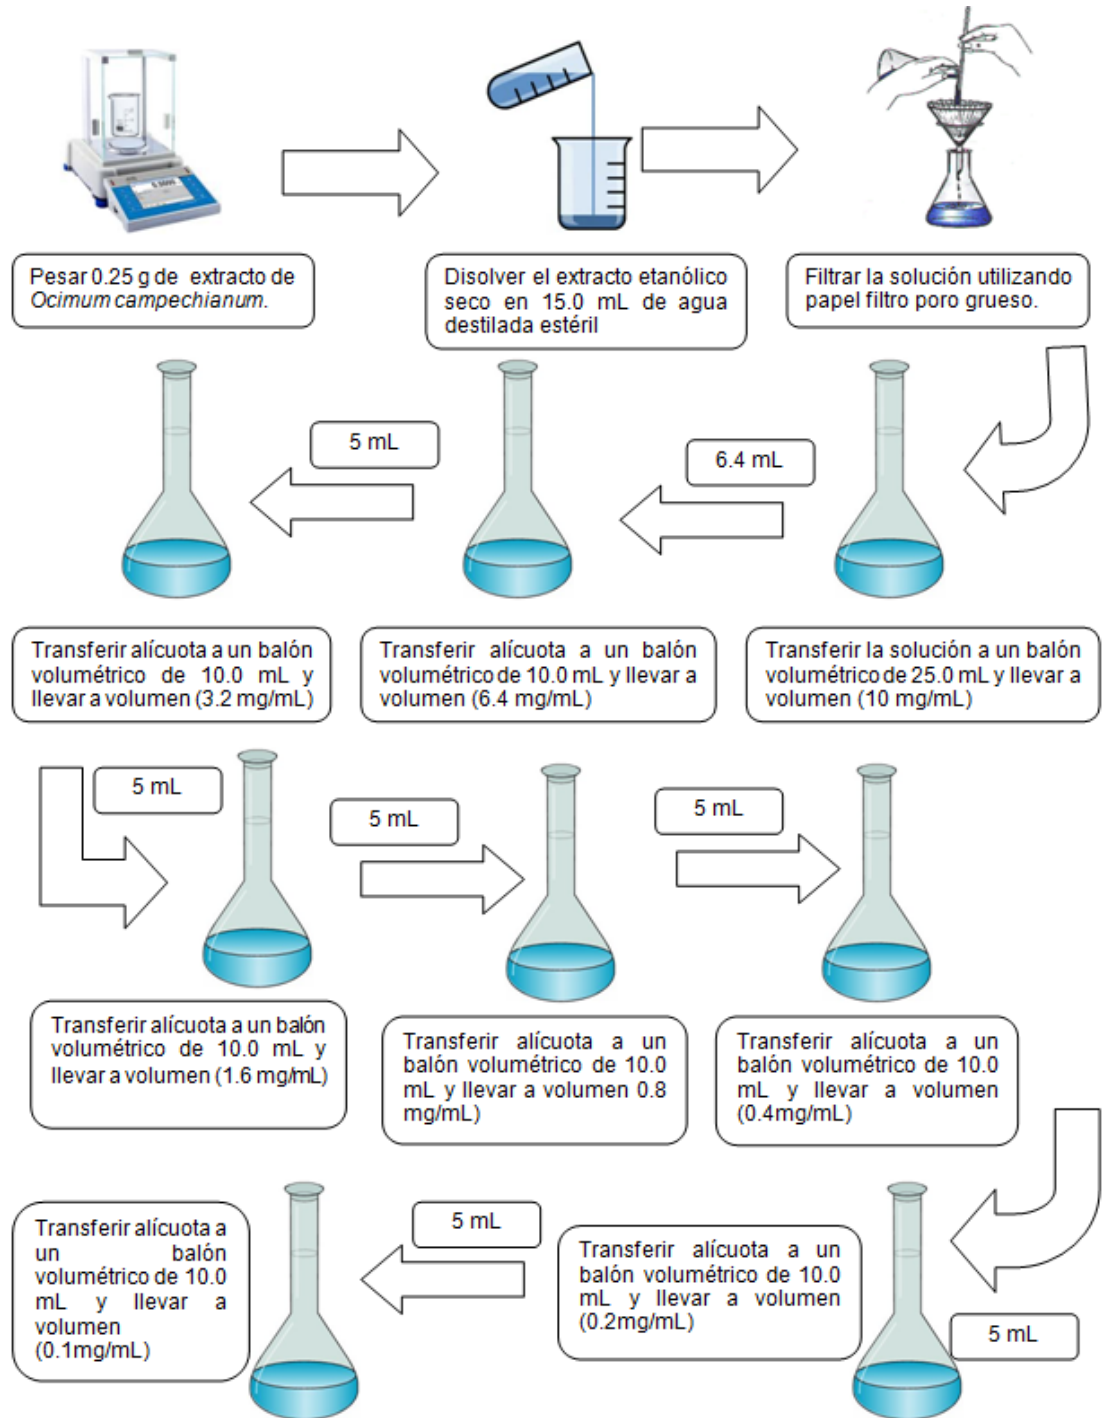 Pesar 0.25 g de extracto de
Ocimum campechianum.
Disolver el extracto etanólico
seco en 15.0 mL de agua
destilada estéril
Filtrar la solución utilizando
papel filtro poro grueso.
6.4 mL
5 mL
Transferir la solución a un balón
volumétrico de 25.0 mL y llevar a
volumen (10 mg/mL)
Transferir alícuota a un balón
volumétrico de 10.0 mL y llevar a
volumen (6.4 mg/mL)
Transferir alícuota a un balón
volumétrico de 10.0 mL y
llevar a volumen (3.2 mg/mL)
5 mL
5 mL
5 mL
Transferir alícuota a un balón
volumétrico de 10.0 mL y
llevar a volumen (1.6 mg/mL)
Transferir alícuota a un
balón volumétrico de 10.0
mL y llevar a volumen 0.8
mg/mL)
Transferir alícuota a un
balón volumétrico de 10.0
mL y llevar a volumen
(0.4mg/mL)
5 mL
Transferir alícuota a un
balón volumétrico de 10.0
mL y llevar a volumen
(0.2mg/mL)
5 mL
Transferir alícuota a
un balón
volumétrico de 10.0
mL y llevar a
volumen
(0.1mg/mL)